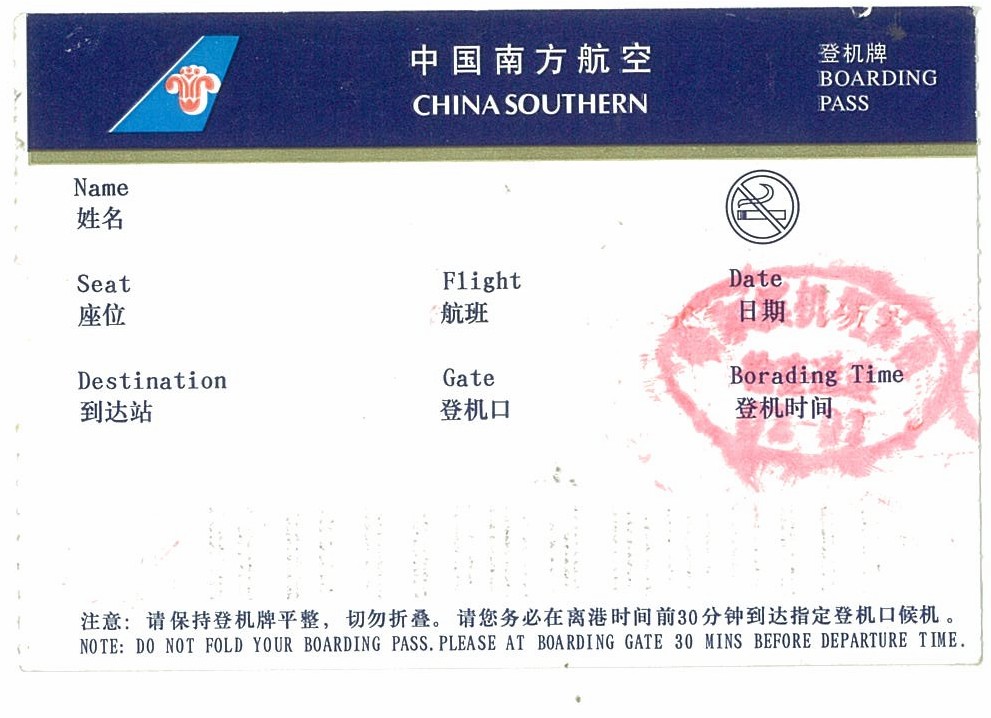 中国南方航空
CHINA SOUTHERN
登机牌
BOARDING
PASS
Name
姓名
Seat
座位
Flight
航班
Date
日期
Destination
到达站
Gate
登机口
Borading Time
登机时间
注意：请保持登机牌平整，切勿折叠。请您务必在离港时间前30分钟到达指定登机口候机。
NOTE: DO NOT FOLD YOUR BOARDING PASS.PLEASE AT BOARDING GATE 30 MINS BEFORE DEPARTURE TIME.